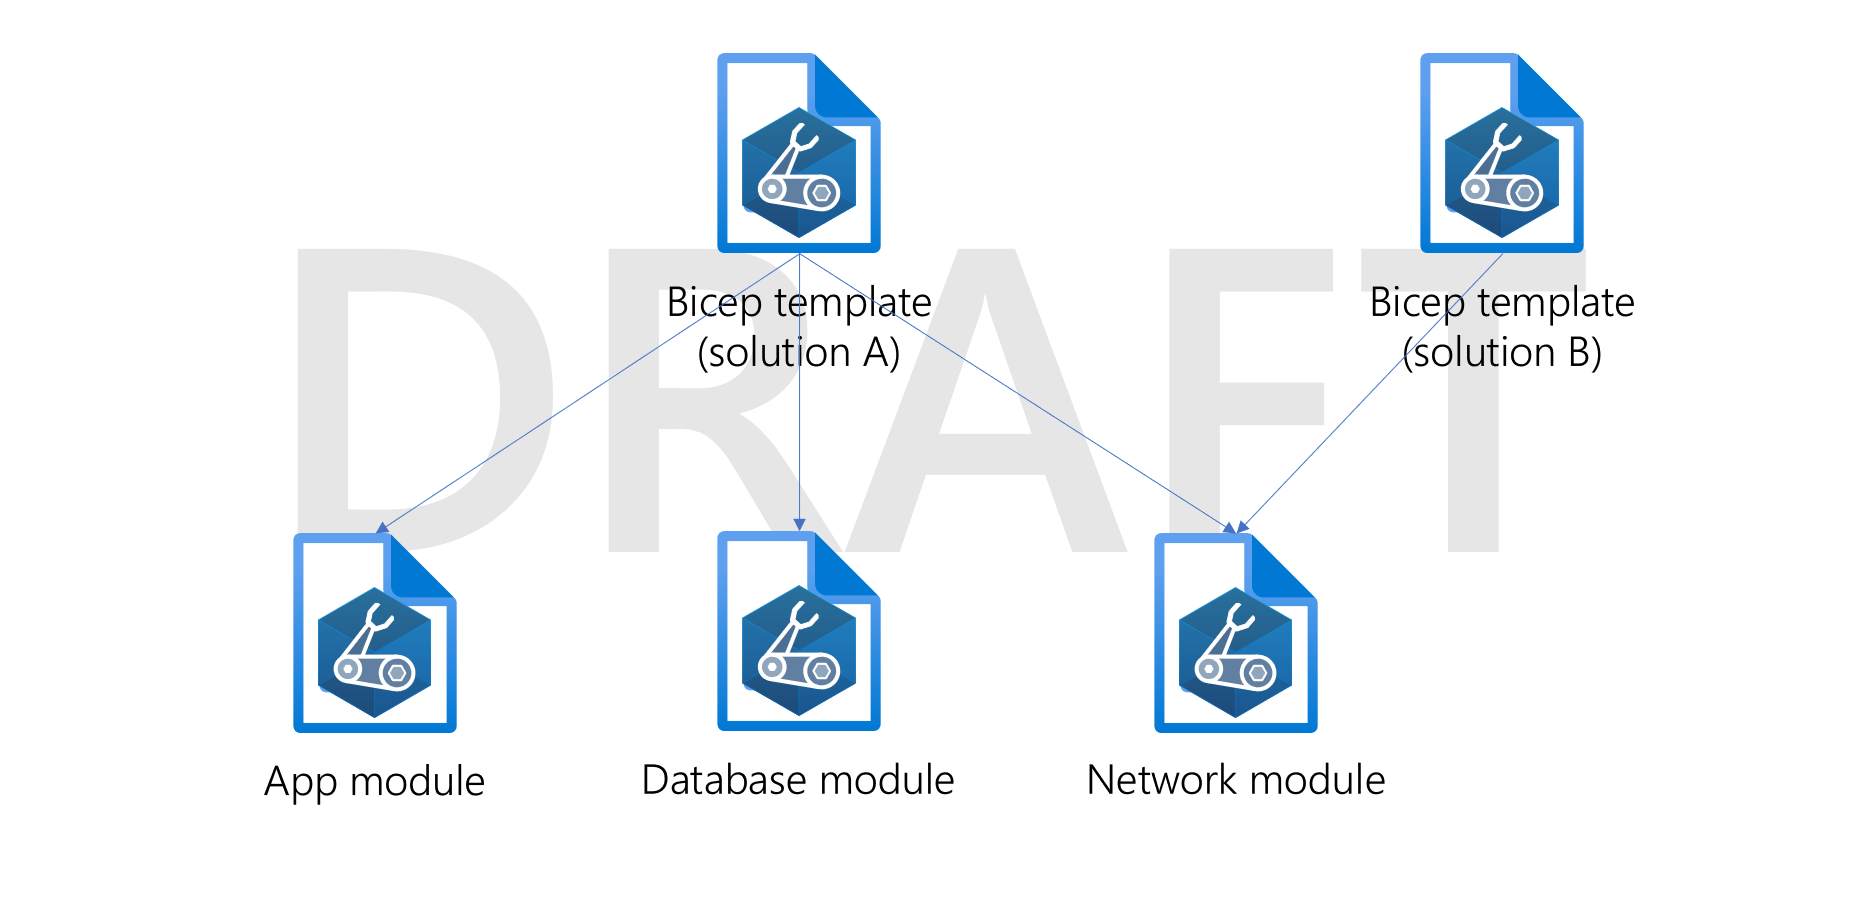 DRAFT
Bicep template
(solution A)
Bicep template
(solution B)
App module
Database module
Network module